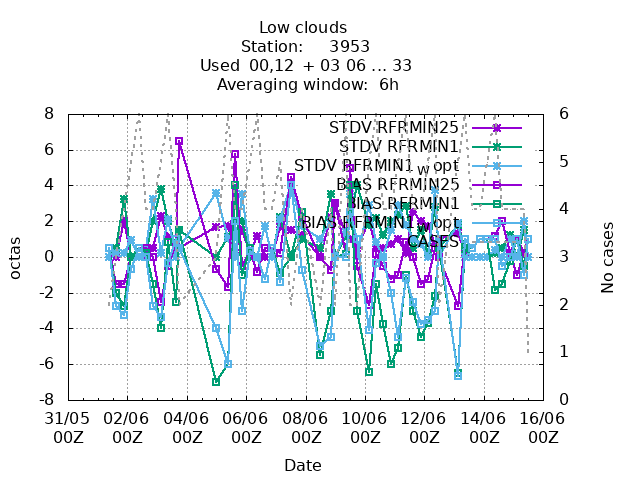 Low clouds
Station: 3953
Used 00,12 + 03 06 ... 33
Averaging window: 6h
8
6
4
2
0
-2
-4
-6
-8
octas
6
5
4
3
2
1
0
No cases
STDV RFRMIN25
STDV RFRMIN1
STDV RFRMIN1_w_opt
BIAS RFRMIN25
BIAS RFRMIN1
BIAS RFRMIN1_w_opt
CASES
31/05 02/06 04/06 06/06 08/06 10/06 12/06 14/06 16/06
00Z 00Z 00Z 00Z 00Z 00Z 00Z 00Z 00Z
Date